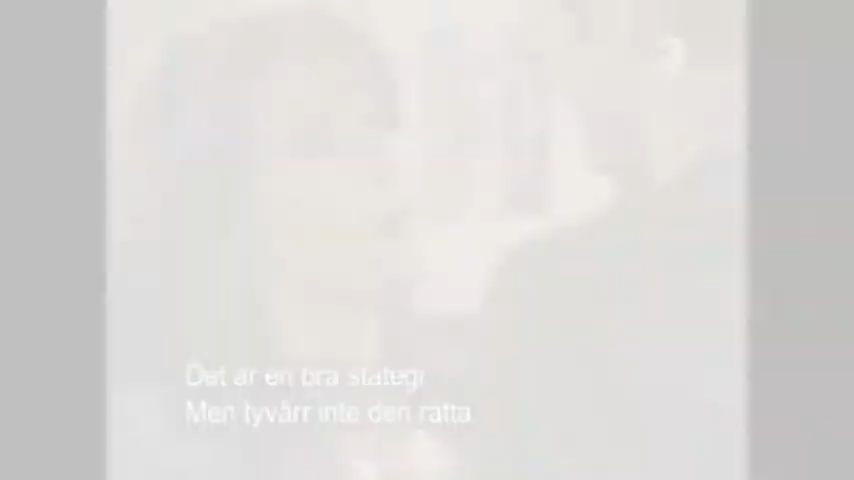 Det är en bra stategi
Men tyvärr inte den rätta